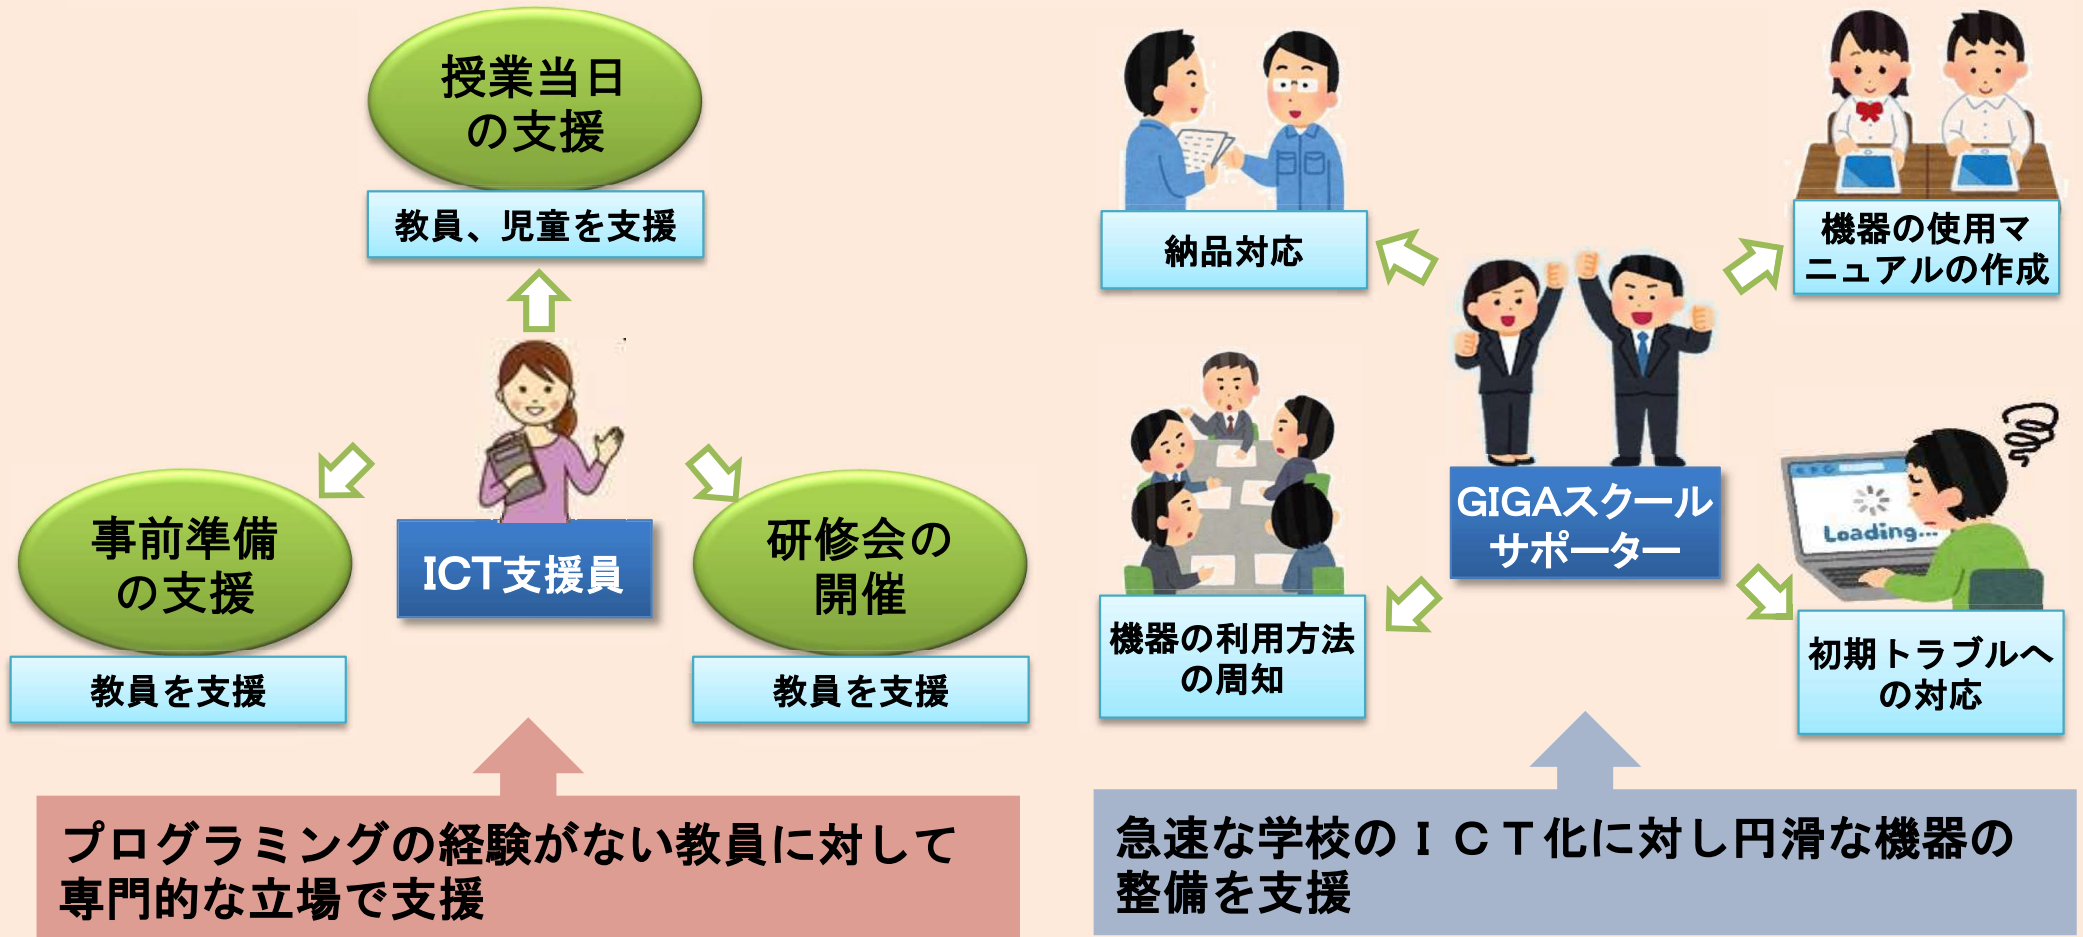 授業当日
の支援
教員、児童を支援
事前準備
の支援
教員を支援
ICT支援員
研修会の
開催
教員を支援
プログラミングの経験がない教員に対して
専門的な立場で支援
納品対応
機器の使用マ
ニュアルの作成
GIGAスクール
サポーター
機器の利用方法
の周知
Loading...
初期トラブルへ
の対応
急速な学校のＩＣＴ化に対し円滑な機器の
整備を支援